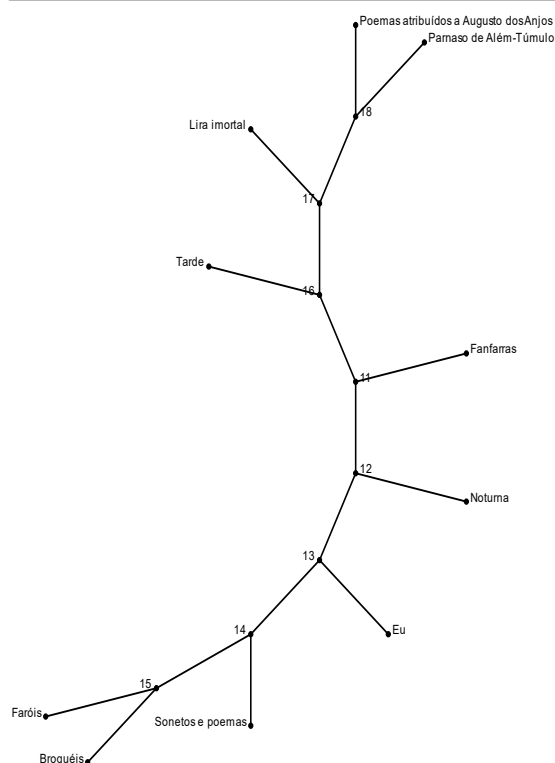 Poemas atribuídos a Augusto dosAnjos
Parnaso de Além-Túmulo
18
Lira imortal
17
Tarde
16
Fanfarras
11
12
Noturna
13
14
Eu
15
Faróis
Sonetos e poemas
Broquéis